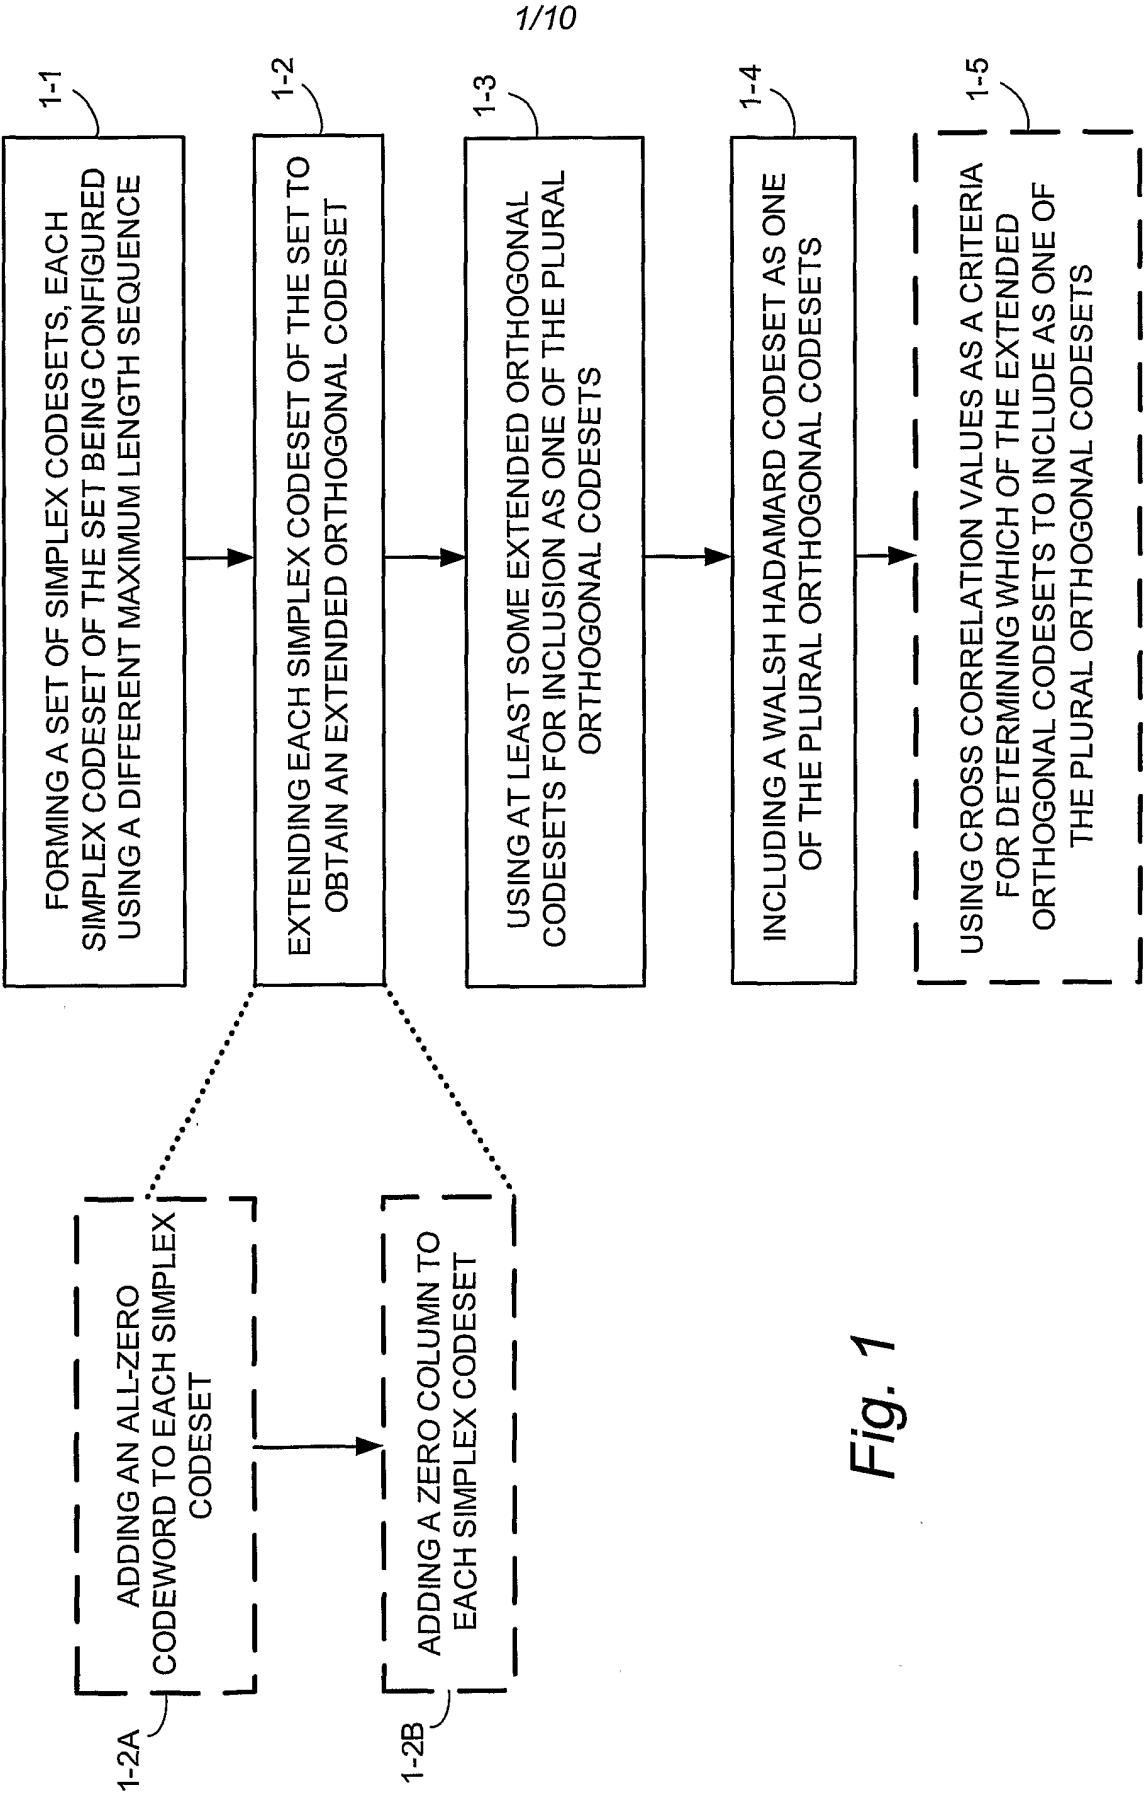 1/10
1-1
FORMING A SET OF SIMPLEX CODESETS, EACH
SIMPLEX CODESET OF THE SET BEING CONFIGURED
USING A DIFFERENT MAXIMUM LENGTH SEQUENCE
1-2
EXTENDING EACH SIMPLEX CODESET OF THE SET TO
OBTAIN AN EXTENDED ORTHOGONAL CODESET
1-2A
ADDING AN ALL-ZERO
CODEWORD TO EACH SIMPLEX
CODESET
1-2B
ADDING A ZERO COLUMN TO
EACH SIMPLEX CODESET
1-3
USING AT LEAST SOME EXTENDED ORTHOGONAL
CODESETS FOR INCLUSION AS ONE OF THE PLURAL
ORTHOGONAL CODESETS
1-4
INCLUDING A WALSH HADAMARD CODESET AS ONE
OF THE PLURAL ORTHOGONAL CODESETS
1-5
USING CROSS CORRELATION VALUES AS A CRITERIA
FOR DETERMINING WHICH OF THE EXTENDED
ORTHOGONAL CODESETS TO INCLUDE AS ONE OF
THE PLURAL ORTHOGONAL CODESETS
Fig. 1